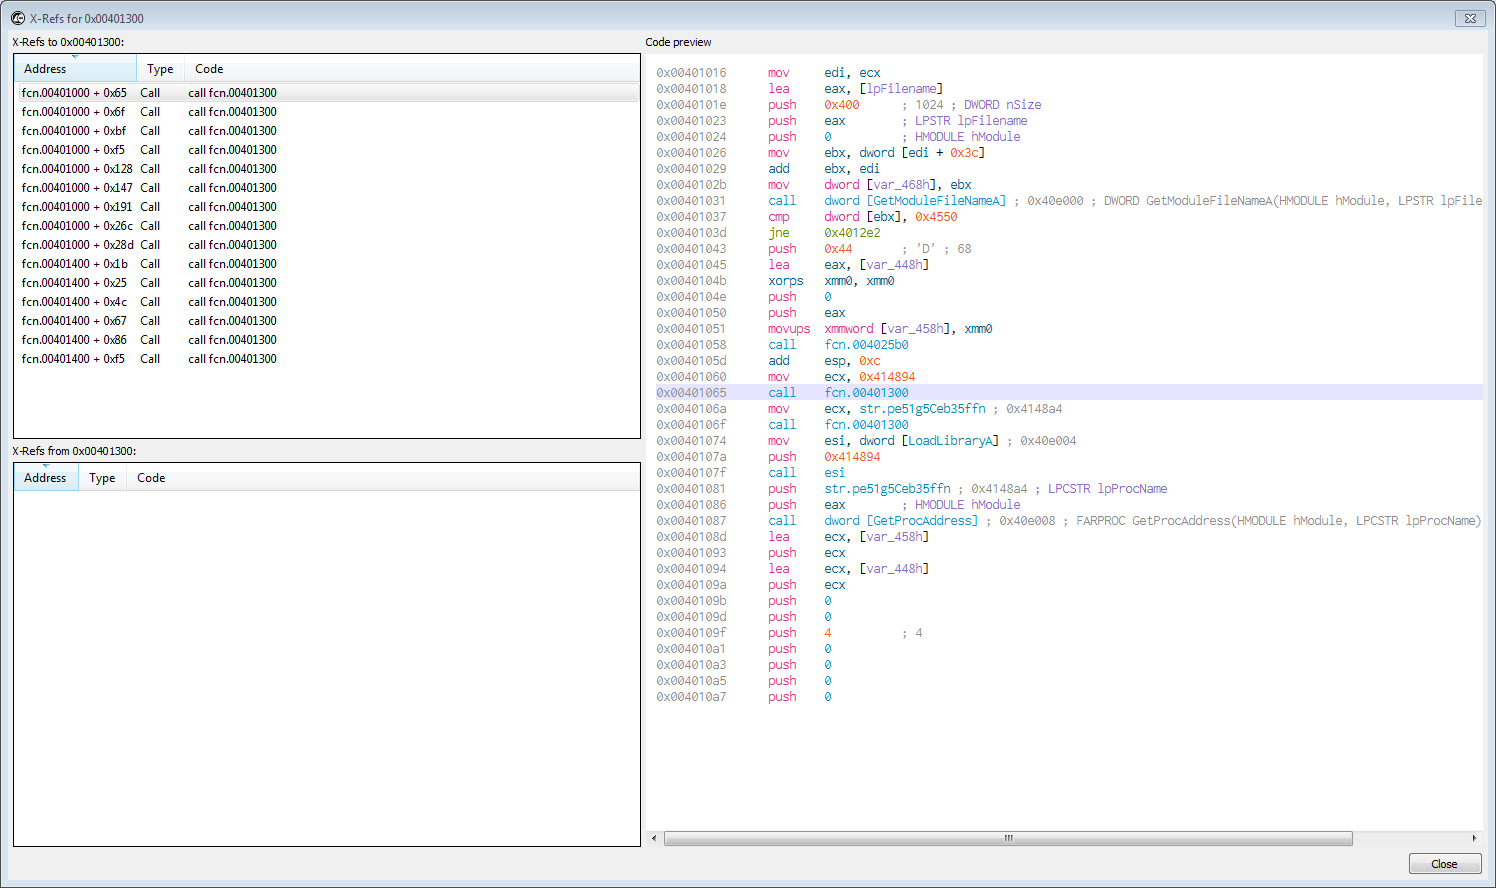 X-Refs for 0x00401300
X-Refs to 0x00401300:
Address Type Code
fcn.00401000 + 0x65 Call call fcn.00401300
fcn.00401000 + 0x6f Call call fcn.00401300
fcn.00401000 + 0xbf Call call fcn.00401300
fcn.00401000 + 0xf5 Call call fcn.00401300
fcn.00401000 + 0x128 Call call fcn.00401300
fcn.00401000 + 0x147 Call call fcn.00401300
fcn.00401000 + 0x191 Call call fcn.00401300
fcn.00401000 + 0x26c Call call fcn.00401300
fcn.00401000 + 0x28d Call call fcn.00401300
fcn.00401400 + 0x1b Call call fcn.00401300
fcn.00401400 + 0x25 Call call fcn.00401300
fcn.00401400 + 0x4c Call call fcn.00401300
fcn.00401400 + 0x67 Call call fcn.00401300
fcn.00401400 + 0x86 Call call fcn.00401300
fcn.00401400 + 0xf5 Call call fcn.00401300
X-Refs from 0x00401300:
Address Type Code
Code preview
0x00401016 mov edi, ecx
0x00401018 lea eax, [lpFilename]
0x0040101e push 0x400 ; 1024 ; DWORD nSize
0x00401023 push eax ; LPSTR lpFilename
0x00401024 push 0 ; HMODULE hModule
0x00401026 mov ebx, dword [edi + 0x3c]
0x00401029 add ebx, edi
0x0040102b mov dword [var_468h], ebx
0x00401031 call dword [GetModuleFileNameA] ; 0x40e000 ; DWORD GetModuleFileNameA(HMODULE hModule, LPSTR lpFile
0x00401037 cmp dword [ebx], 0x4550
0x0040103d jne 0x4012e2
0x00401043 push 0x44 ; 'D' ; 68
0x00401045 lea eax, [var_448h]
0x0040104b xorps xmm0, xmm0
0x0040104e push 0
0x00401050 push eax
0x00401051 movups xmmword [var_458h], xmm0
0x00401058 call fcn.004025b0
0x0040105d add esp, 0xc
0x00401060 mov ecx, 0x414894
0x00401065 call fcn.00401300
0x0040106a mov ecx, str.pe51g5Ceb35ffn ; 0x4148a4
0x0040106f call fcn.00401300
0x00401074 mov esi, dword [LoadLibraryA] ; 0x40e004
0x0040107a push 0x414894
0x0040107f call esi
0x00401081 push str.pe51g5Ceb35ffn ; 0x4148a4 ; LPCSTR lpProcName
0x00401086 push eax ; HMODULE hModule
0x00401087 call dword [GetProcAddress] ; 0x40e008 ; FARPROC GetProcAddress(HMODULE hModule, LPCSTR lpProcName)
0x0040108d lea ecx, [var_458h]
0x00401093 push ecx
0x00401094 lea ecx, [var_448h]
0x0040109a push ecx
0x0040109b push 0
0x0040109d push 0
0x0040109f push 4 ; 4
0x004010a1 push 0
0x004010a3 push 0
0x004010a5 push 0
0x004010a7 push 0
Close